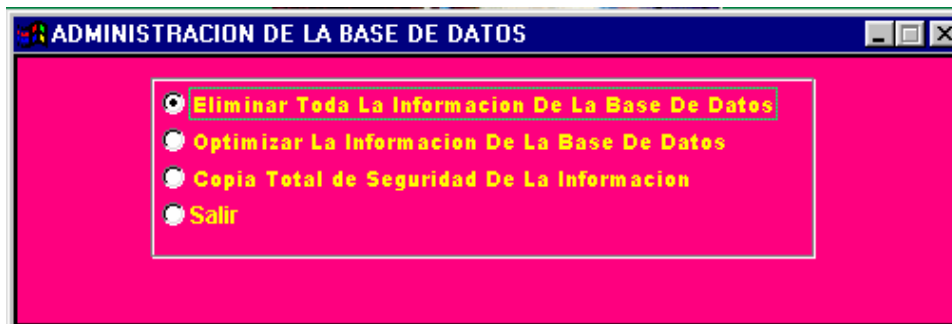 ADMINISTRACION DE LA BASE DE DATOS
Eliminar Toda La Informacion De La Base De Datos
Optimizar La Informacion De La Base De Datos
Copia Total de Seguridad De La Informacion
Salir